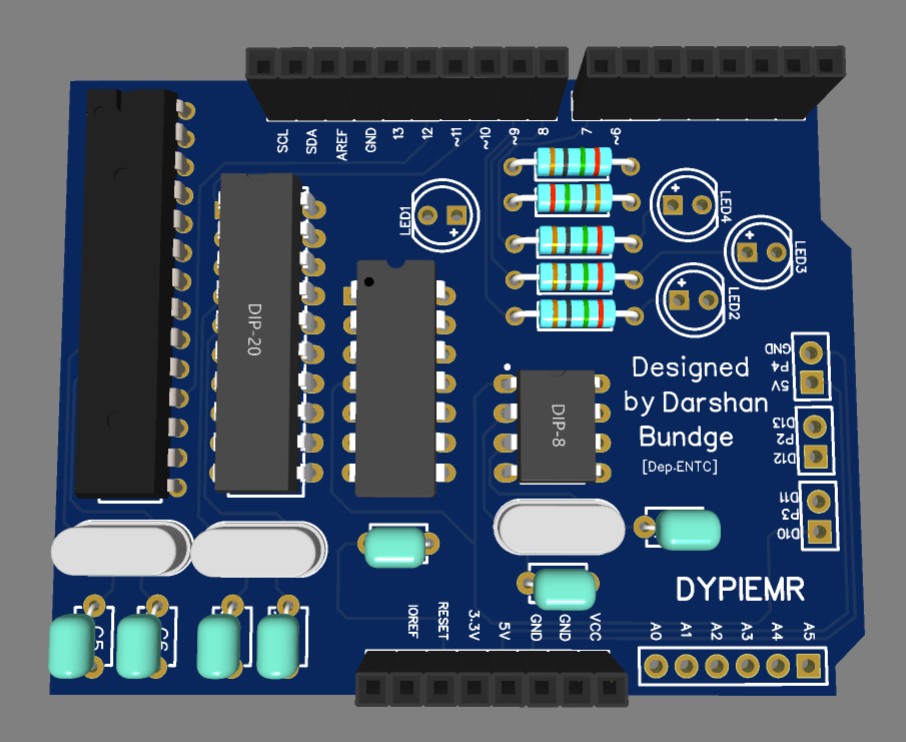 SCL
SDA
AREF
GND
13
12
~11
~10
~9
8
7
~6
LED1
LED4
LED3
LED2
DIP-20
DIP-8
Designed
by Darshan
Bundge
[Dep.ENTC]
GND
P4
5V
D13
P2
D12
D11
P3
D10
DYPIEMR
IOREF
RESET
3.3V
5V
GND
GND
VCC
A0
A1
A2
A3
A4
A5